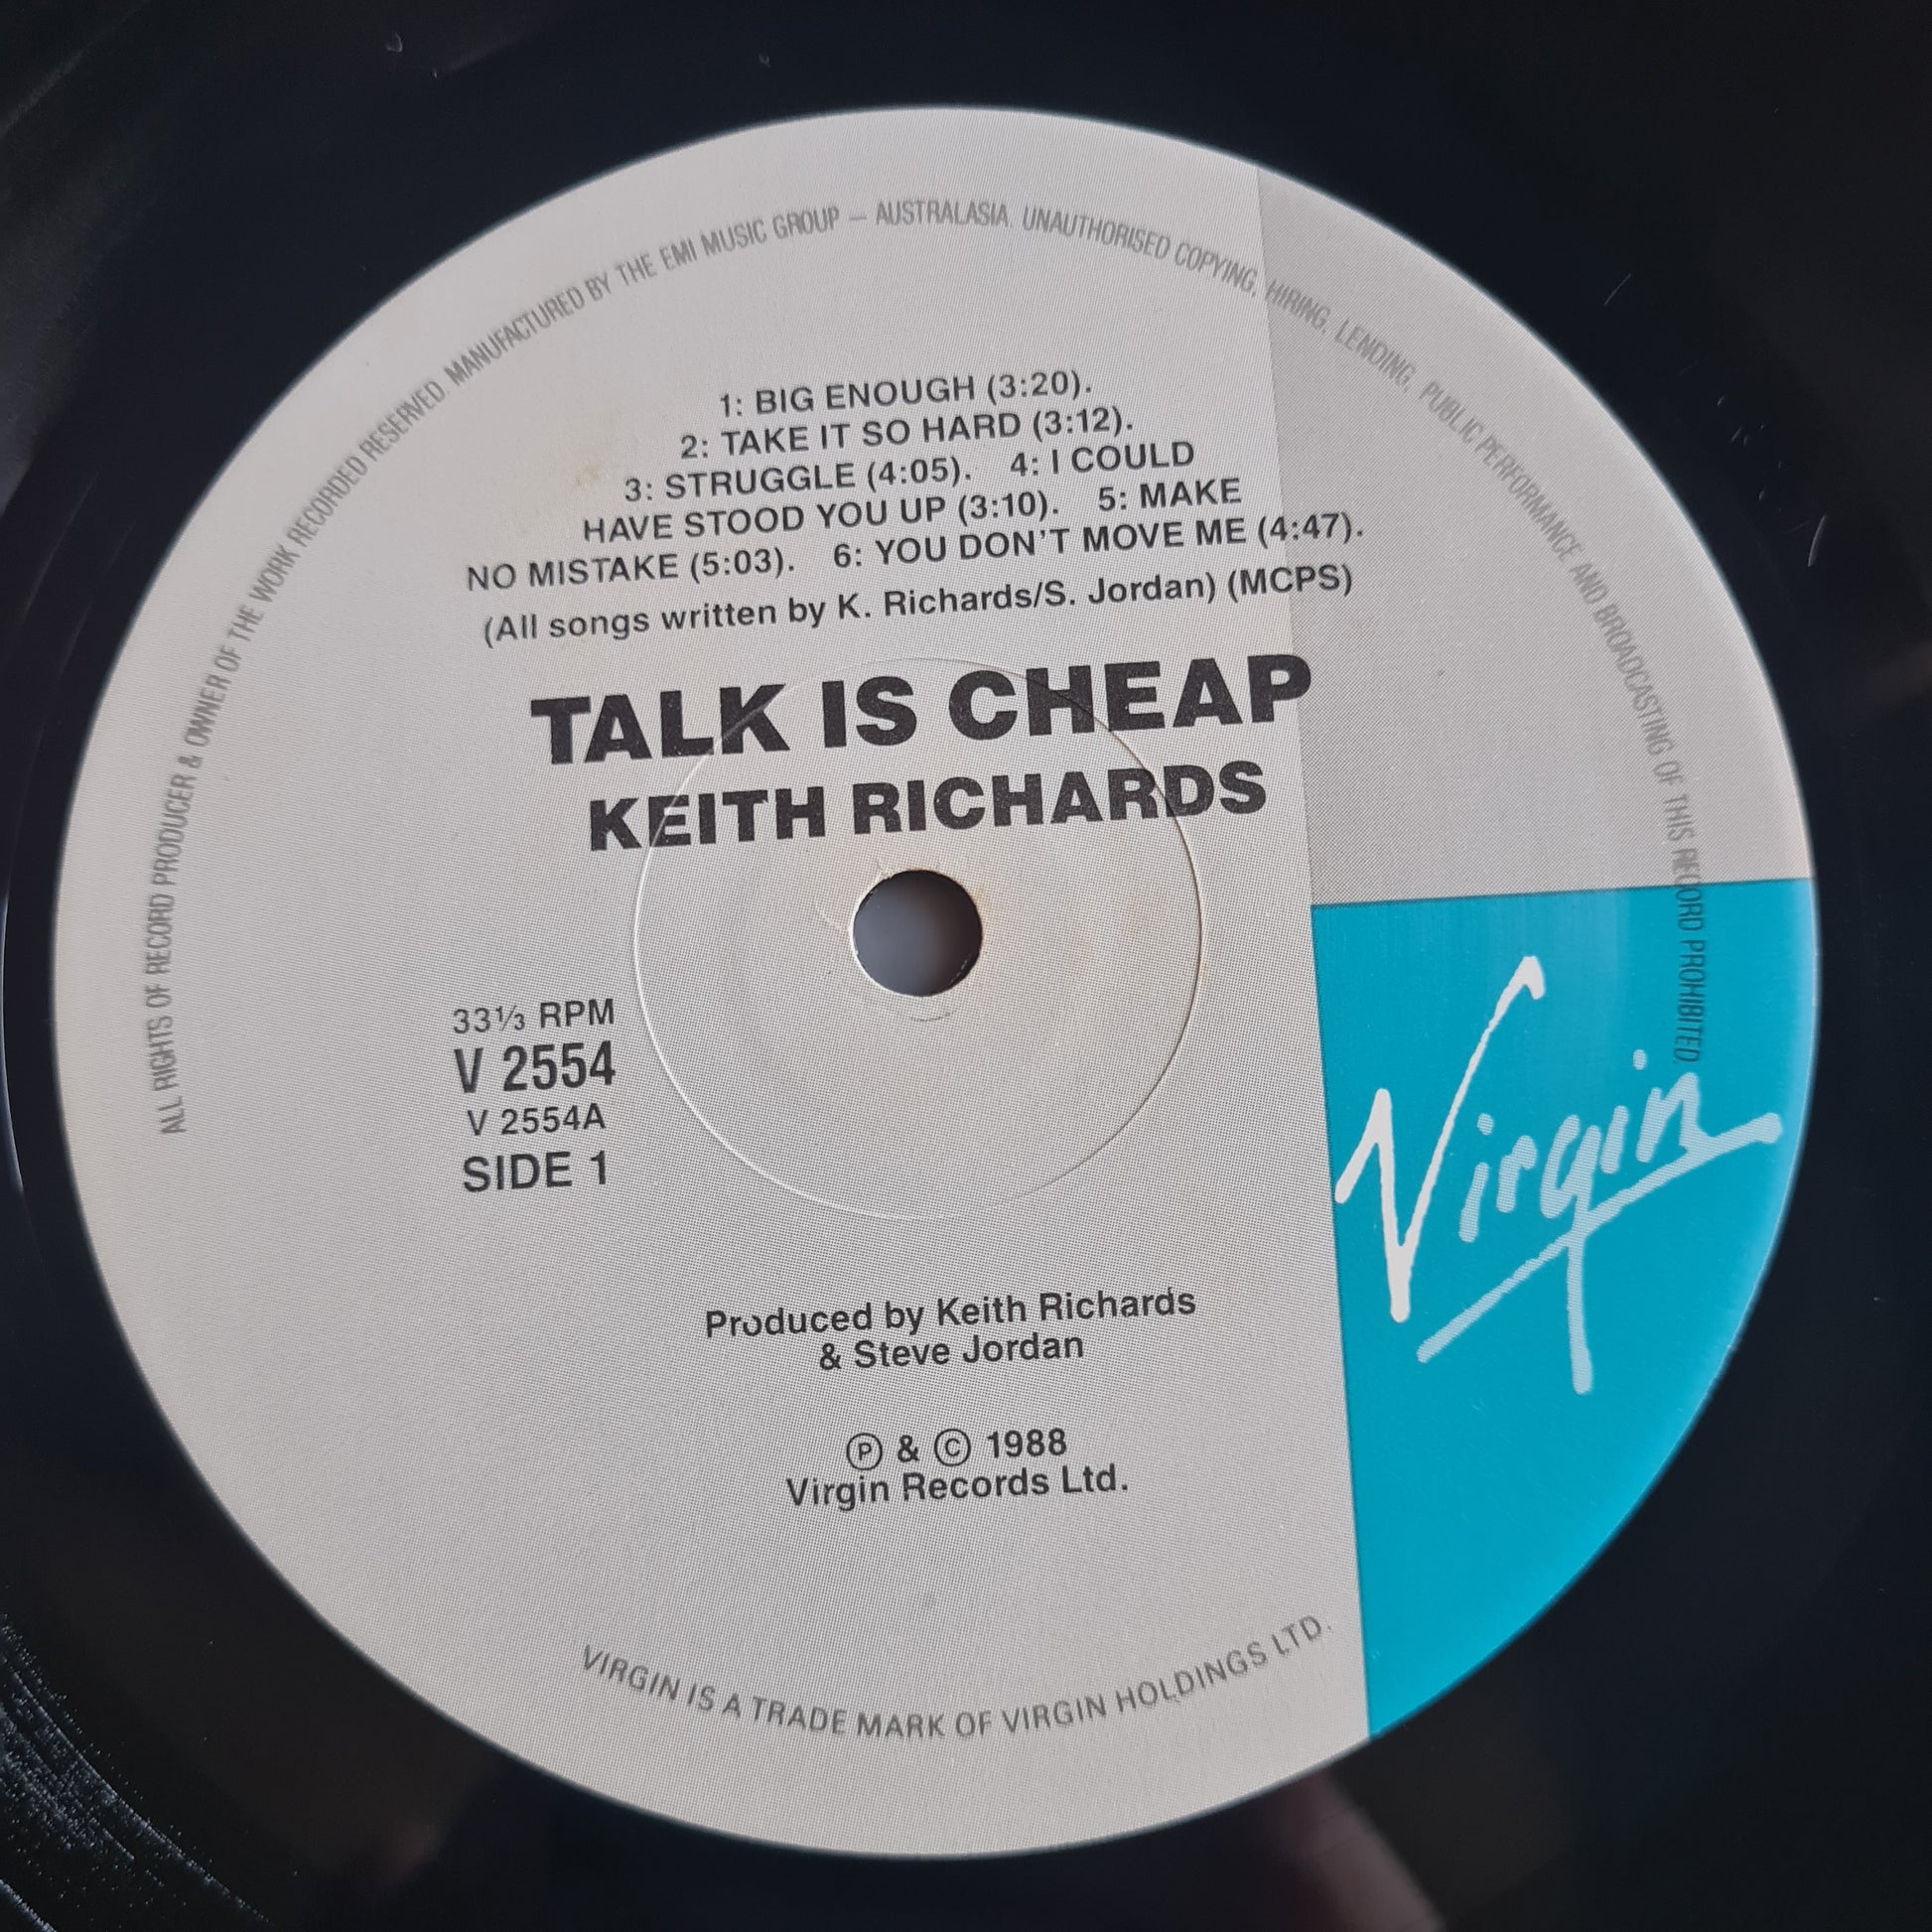 ALL RIGHTS OF RECORD PRODUCER & OWNER OF THE WORK RECORDED RESERVED. MANUFACTURED BY THE EMI MUSIC GROUP – AUSTRALASIA. UNAUTHORISED COPYING, HIRING, LENDING, PUBLIC PERFORMANCE AND BROADCASTING OF THIS RECORD PROHIBITED.
1: BIG ENOUGH (3:20).
2: TAKE IT SO HARD (3:12).
3: STRUGGLE (4:05). 4: I COULD
HAVE STOOD YOU UP (3:10). 5: MAKE
NO MISTAKE (5:03). 6: YOU DON'T MOVE ME (4:47).
(All songs written by K. Richards/S. Jordan) (MCPS)
TALK IS CHEAP
KEITH RICHARDS
33⅓ RPM
V 2554
V 2554A
SIDE 1
Virgin
Produced by Keith Richards
& Steve Jordan
Ⓟ & © 1988
Virgin Records Ltd.
VIRGIN IS A TRADE MARK OF VIRGIN HOLDINGS LTD.